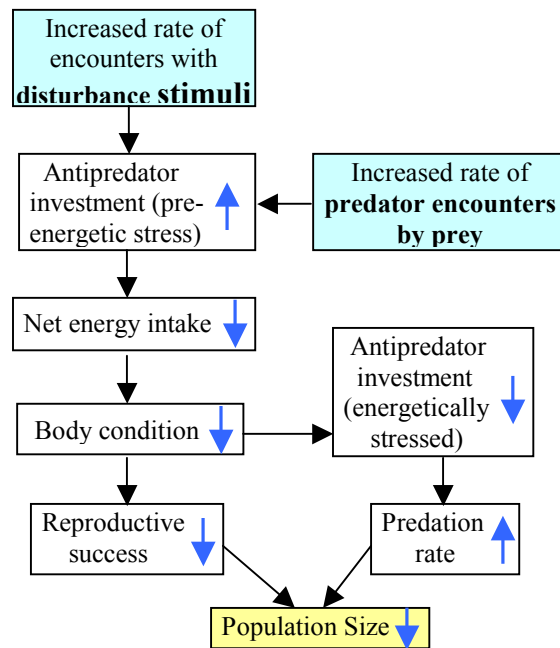 Increased rate of
encounters with
disturbance stimuli
Antipredator
investment (pre-
energetic stress)
Increased rate of
predator encounters
by prey
Net energy intake
Antipredator
investment
(energetically
stressed)
Body condition
Reproductive
success
Predation
rate
Population Size